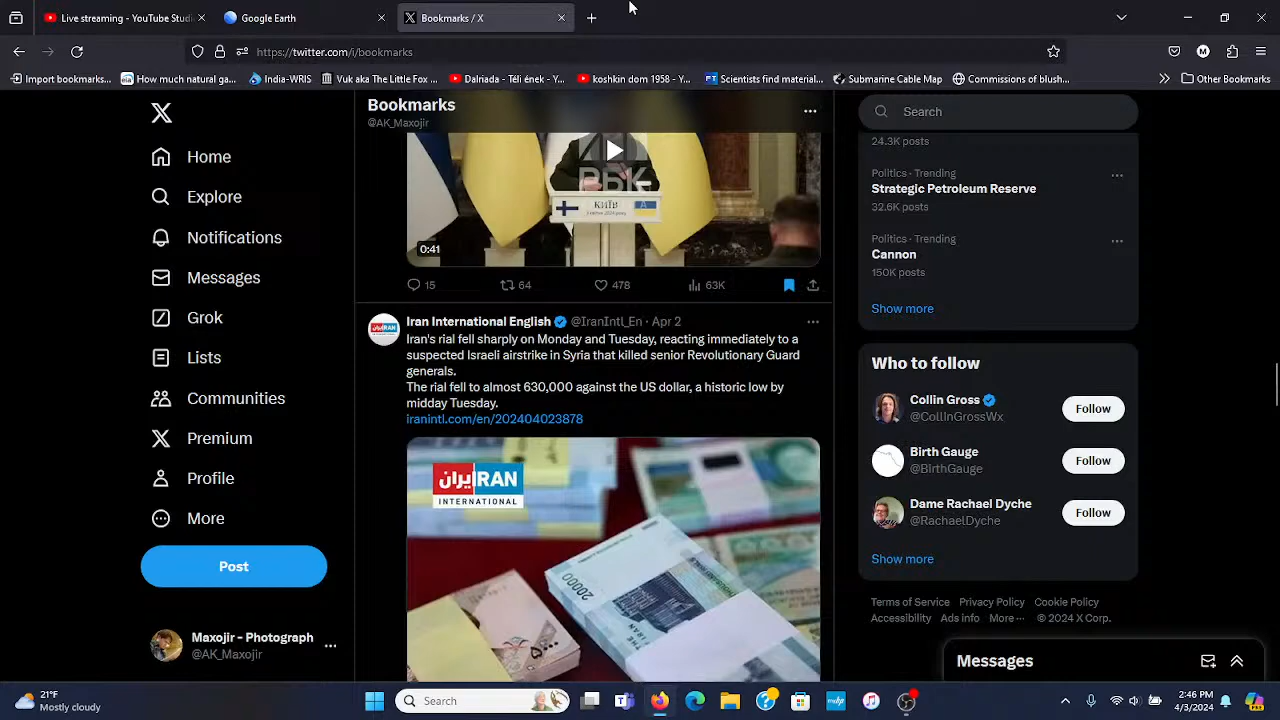 Live streaming - YouTube Studi
Google Earth
Bookmarks / X
https://twitter.com/i/bookmarks
M
Import bookmarks...
eia
How much natural ga...
India-WRIS
Vuk aka The Little Fox ...
Dalriada - Téli ének - Y...
koshkin dom 1958 - Y...
Scientists find material...
Submarine Cable Map
Commissions of blush...
Other Bookmarks
Home
Explore
Notifications
Messages
Grok
Lists
Communities
Premium
Profile
More
Post
Maxojir - Photograph
@AK_Maxojir
Bookmarks
@AK_Maxojir
РБК
КИЇВ
0:41
15
64
478
63K
Iran International English @IranIntl_En · Apr 2
Iran's rial fell sharply on Monday and Tuesday, reacting immediately to a
suspected Israeli airstrike in Syria that killed senior Revolutionary Guard
generals.
The rial fell to almost 630,000 against the US dollar, a historic low by
midday Tuesday.
iranintl.com/en/202404023878
ایران IRAN
INTERNATIONAL
20000
Search
24.3K posts
Politics · Trending
Strategic Petroleum Reserve
32.6K posts
Politics · Trending
Cannon
150K posts
Show more
Who to follow
Collin Gross
@CollinGrossWx
Follow
Birth Gauge
@BirthGauge
Follow
Dame Rachael Dyche
@RachaelDyche
Follow
Show more
Terms of Service Privacy Policy Cookie Policy
Accessibility Ads info More ··· © 2024 X Corp.
Messages
21°F
Mostly cloudy
Search
2:46 PM
4/3/2024